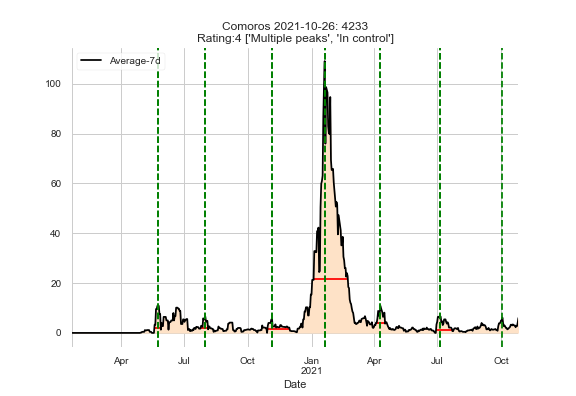 Comoros 2021-10-26: 4233
Rating:4 ['Multiple peaks', 'In control']
Average-7d
100
80
60
40
20
0
Apr Jul Oct Jan Apr Jul Oct
2021
Date